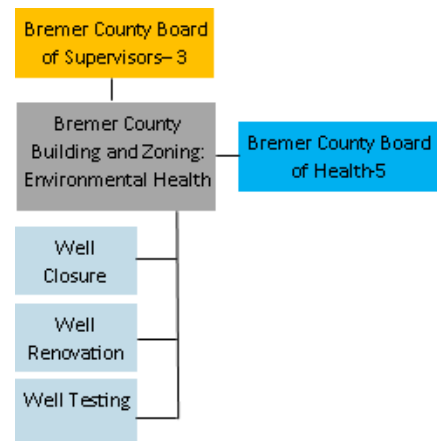 Bremer County Board
of Supervisors– 3
Bremer County
Building and Zoning:
Environmental Health
Bremer County Board
of Health-5
Well
Closure
Well
Renovation
Well Testing